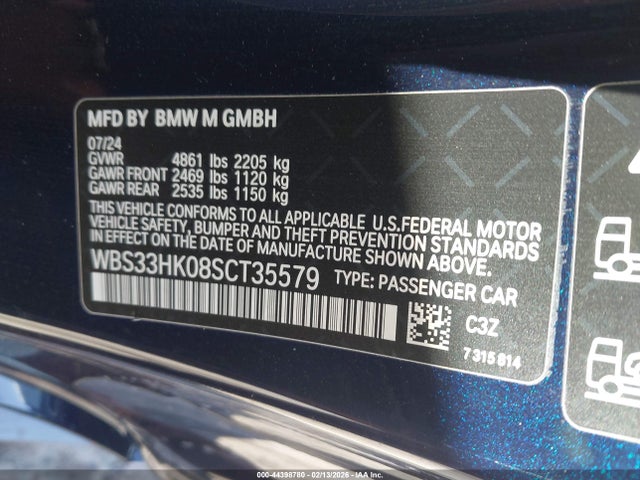 MFD BY BMW M GMBH
07/24
GVWR 4861 lbs 2205 kg
GAWR FRONT 2469 lbs 1120 kg
GAWR REAR 2535 lbs 1150 kg
THIS VEHICLE CONFORMS TO ALL APPLICABLE U.S.FEDERAL MOTOR
VEHICLE SAFETY, BUMPER AND THEFT PREVENTION STANDARDS
IN EFFECT ON THE DATE OF MANUFACTURE SHOWN ABOVE.
WBS33HK08SCT35579 TYPE: PASSENGER CAR
C3Z
7 315 814
000-44398780 - 02/13/2026 - IAA.